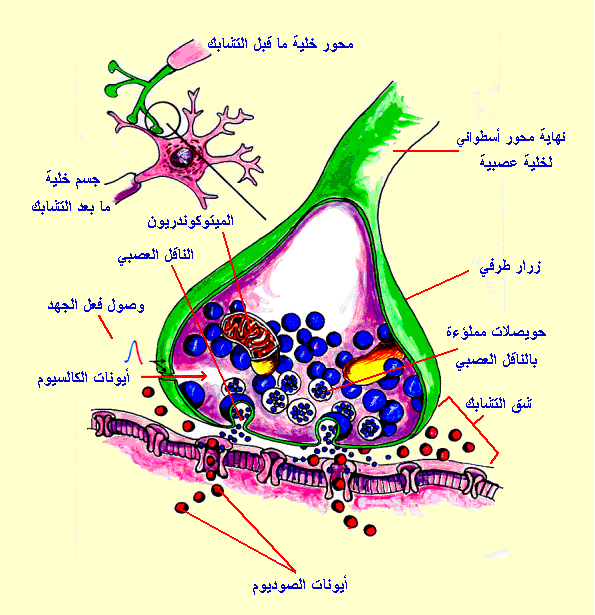 محور خلية ما قبل التشابك
نهاية محور أسطواني
لخلية عصبية
جسم خلية
ما بعد التشابك
الميتوكوندريون
الناقل العصبي
زرار طرفي
وصول فعل الجهد
حويصلات مملؤءة
بالناقل العصبي
أيونات الكالسيوم
شق التشابك
أيونات الصوديوم